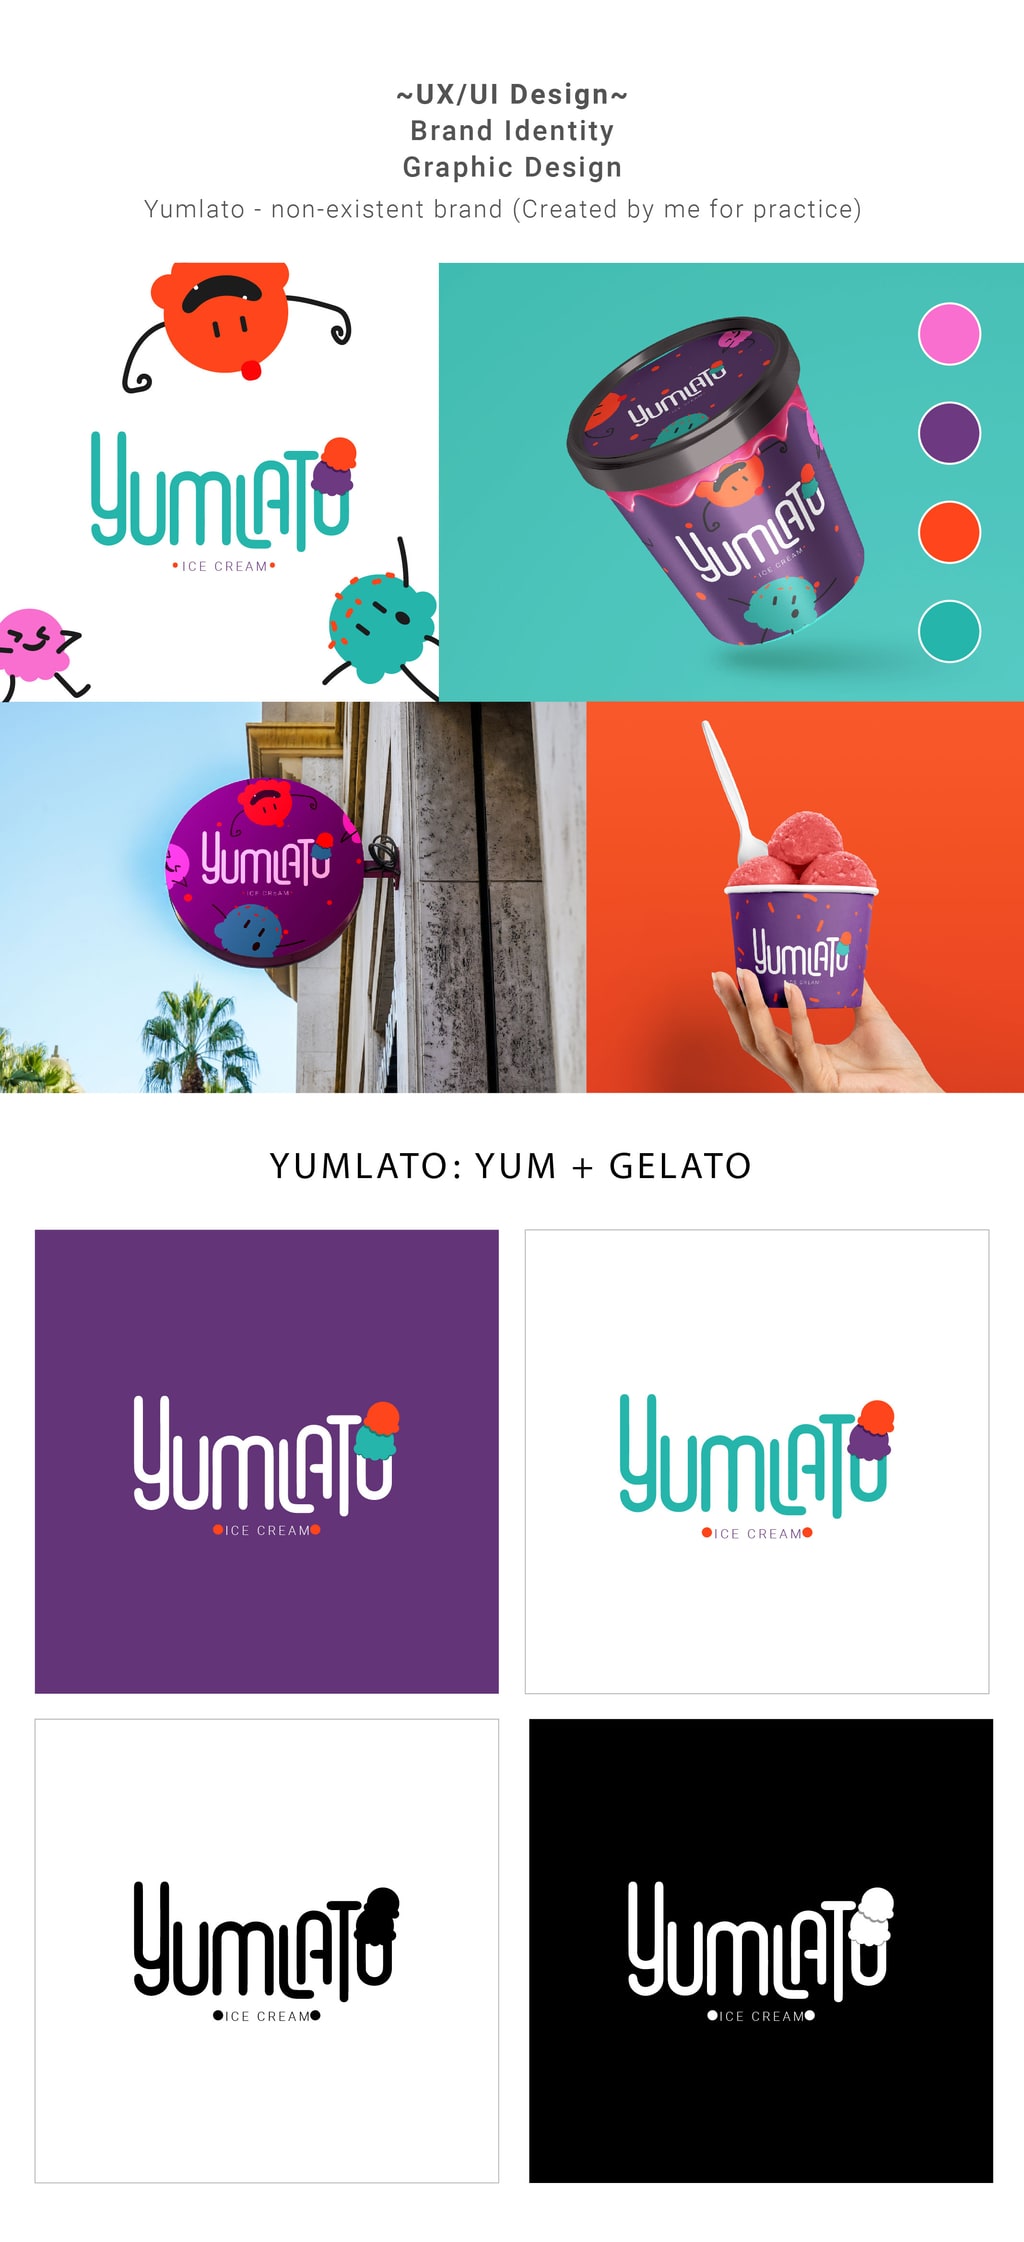 ~UX/UI Design~
Brand Identity
Graphic Design
Yumlato - non-existent brand (Created by me for practice)
YUMLATO
•ICE CREAM•
YUMLATO
ICE CREAM
YUMLATO
•ICE CREAM•
YUMLATO
ICE CREAM
YUMLATO
ICE CREAM
YUMLATO: YUM + GELATO
YUMLATO
•ICE CREAM•
YUMLATO
•ICE CREAM•
YUMLATO
•ICE CREAM•
YUMLATO
•ICE CREAM•